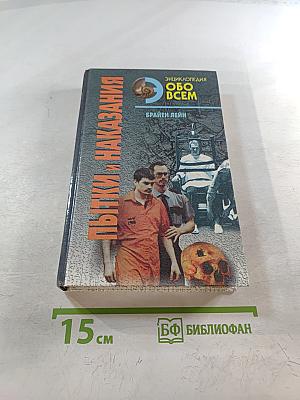 ЭНЦИКЛОПЕДИЯ
ОБО
ВСЕМ
БРАЙЕН ЛЕЙН
ПЫТКИ И НАКАЗАНИЯ
15 см
БФ БИБЛИОФАН